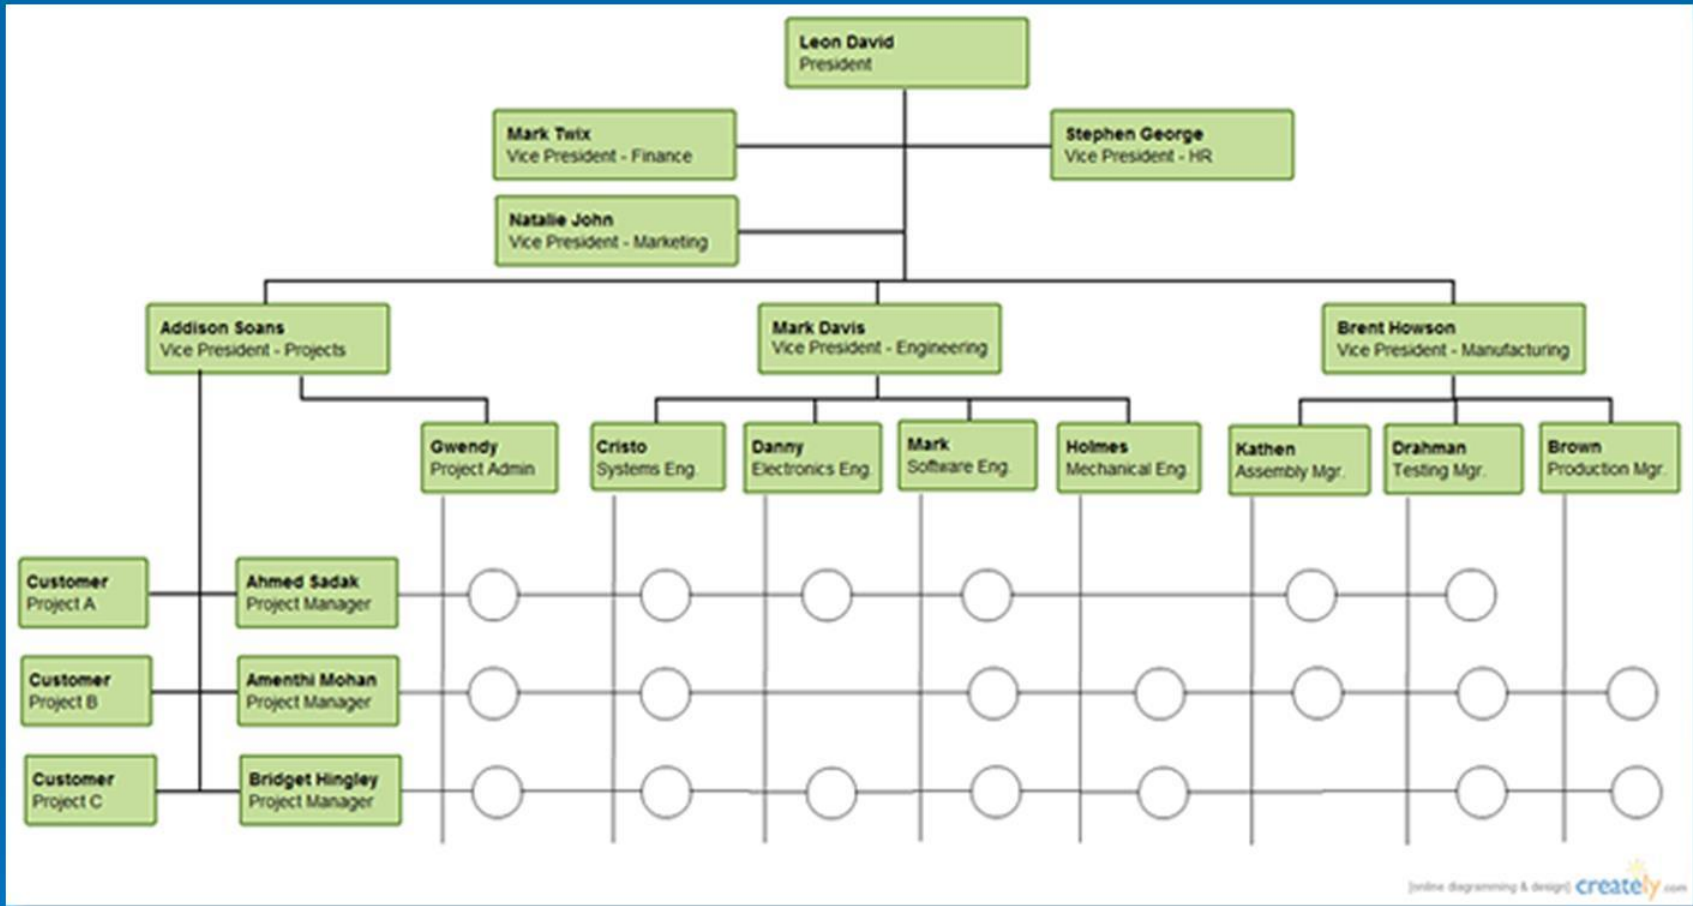 Leon David
President
Mark Twix
Vice President - Finance
Stephen George
Vice President - HR
Natalie John
Vice President - Marketing
Addison Soans
Vice President - Projects
Mark Davis
Vice President - Engineering
Brent Howson
Vice President - Manufacturing
Gwendy
Project Admin
Cristo
Systems Eng.
Danny
Electronics Eng.
Mark
Software Eng.
Holmes
Mechanical Eng.
Kathen
Assembly Mgr.
Drahman
Testing Mgr.
Brown
Production Mgr.
Customer
Project A
Ahmed Sadak
Project Manager
Customer
Project B
Amenthi Mohan
Project Manager
Customer
Project C
Bridget Hingley
Project Manager
[online diagramming & design] creately.com